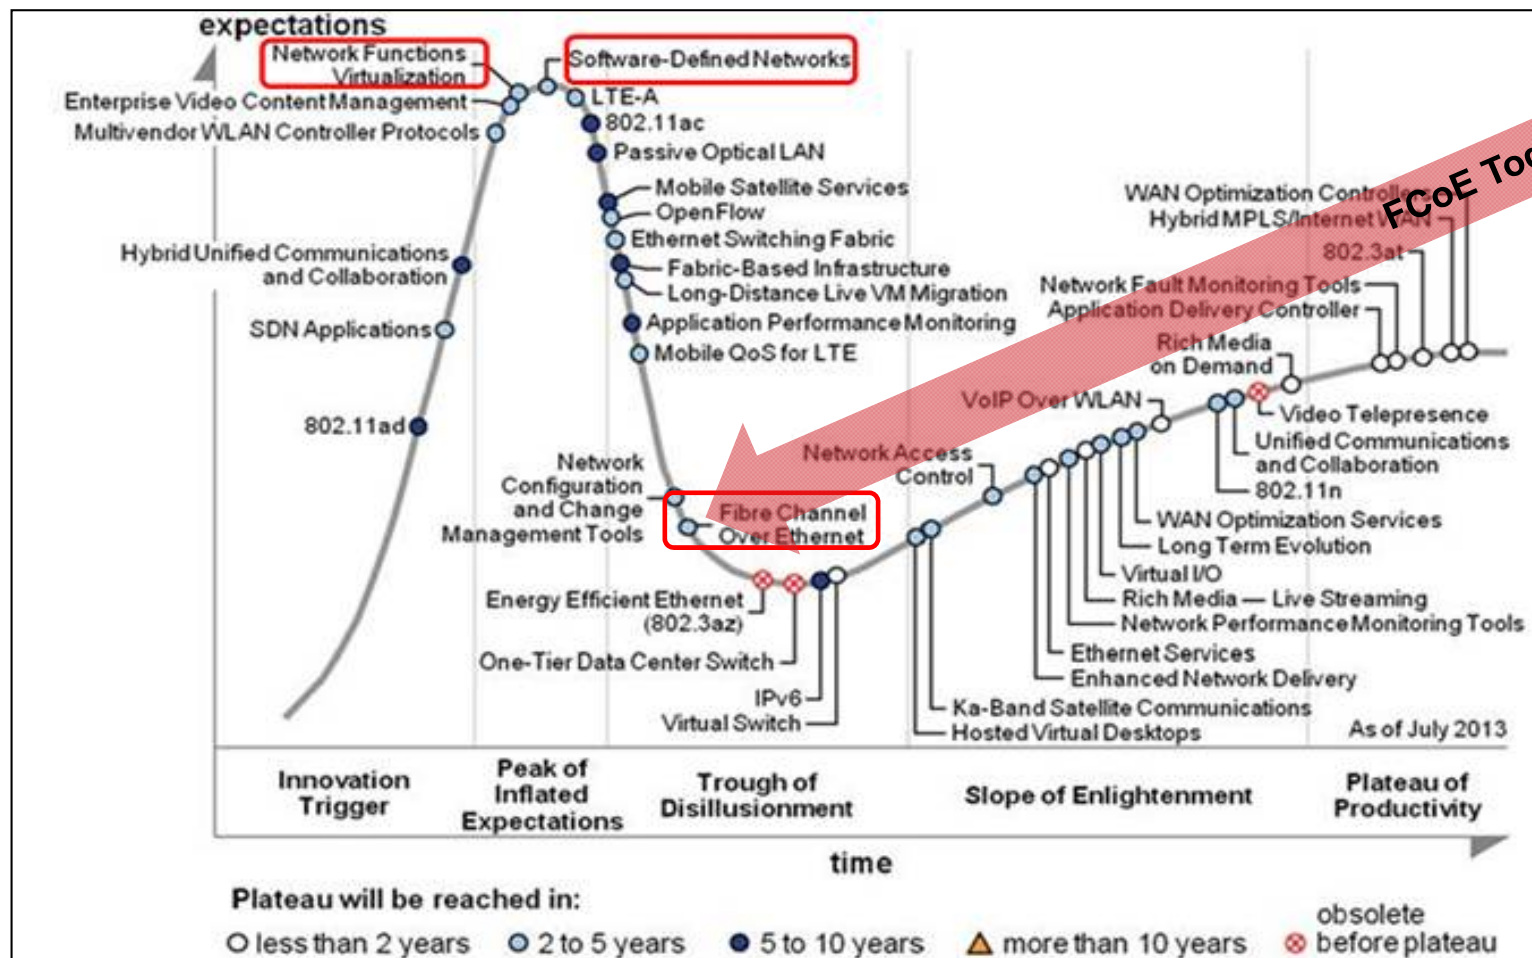 expectations
Network Functions
Virtualization
Software-Defined Networks
Enterprise Video Content Management
LTE-A
Multivendor WLAN Controller Protocols
802.11ac
Passive Optical LAN
Mobile Satellite Services
OpenFlow
Ethernet Switching Fabric
Hybrid Unified Communications
and Collaboration
Fabric-Based Infrastructure
Long-Distance Live VM Migration
SDN Applications
Application Performance Monitoring
Mobile QoS for LTE
802.11ad
FCoE
WAN Optimization Controllers
Hybrid MPLS/Internet WAN
802.3at
Network Fault Monitoring Tools
Application Delivery Controller
Rich Media
on Demand
VoIP Over WLAN
Video Telepresence
Unified Communications
and Collaboration
802.11n
Network Access
Control
Network
Configuration
and Change
Management Tools
Fibre Channel
Over Ethernet
WAN Optimization Services
Long Term Evolution
Virtual I/O
Rich Media — Live Streaming
Network Performance Monitoring Tools
Ethernet Services
Enhanced Network Delivery
Ka-Band Satellite Communications
Hosted Virtual Desktops
Energy Efficient Ethernet
(802.3az)
One-Tier Data Center Switch
IPv6
Virtual Switch
As of July 2013
Innovation
Trigger
Peak of
Inflated
Expectations
Trough of
Disillusionment
Slope of Enlightenment
Plateau of
Productivity
time
Plateau will be reached in:
less than 2 years
2 to 5 years
5 to 10 years
more than 10 years
obsolete
before plateau